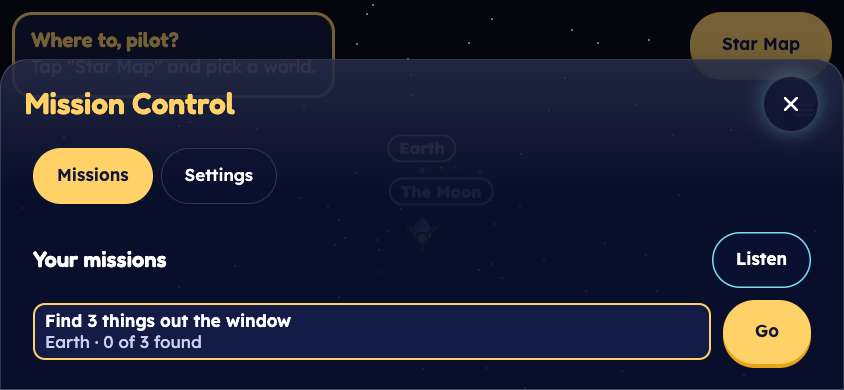 Where to, pilot?
Tap "Star Map" and pick a world.
Star Map
Mission Control
Earth
The Moon
Missions
Settings
Your missions
Listen
Find 3 things out the window
Earth · 0 of 3 found
Go